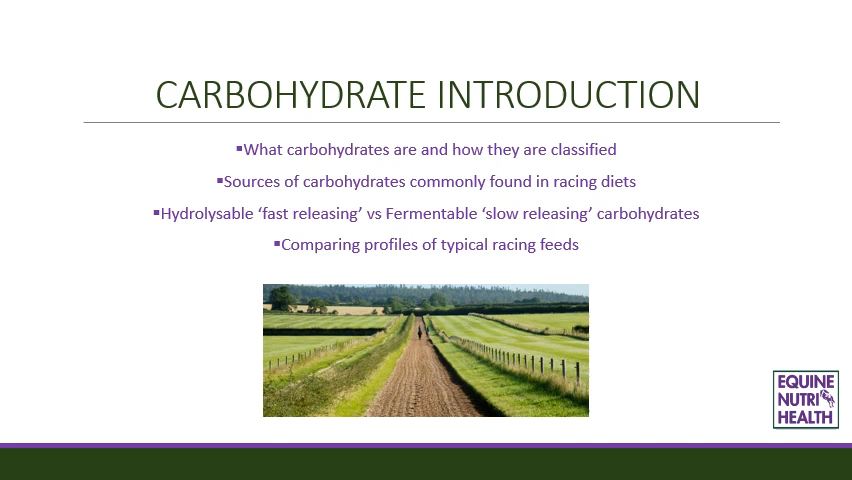 CARBOHYDRATE INTRODUCTION
▪What carbohydrates are and how they are classified
▪Sources of carbohydrates commonly found in racing diets
▪Hydrolysable ‘fast releasing’ vs Fermentable ‘slow releasing’ carbohydrates
▪Comparing profiles of typical racing feeds
EQUINE
NUTRI
HEALTH